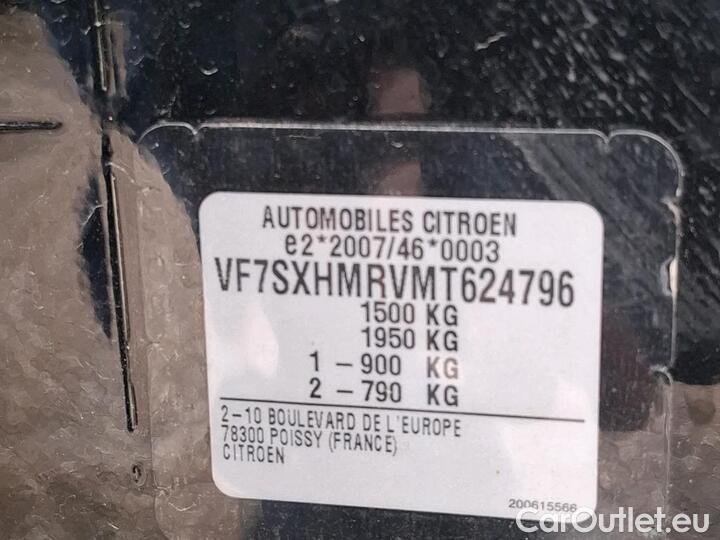 AUTOMOBILES CITROEN
e2*2007/46*0003
VF7SXHMRVMT624796
1500 KG
1950 KG
1 – 900 KG
2 – 790 KG
2–10 BOULEVARD DE L'EUROPE
78300 POISSY (FRANCE)
CITROEN
200615566
CarOutlet.eu